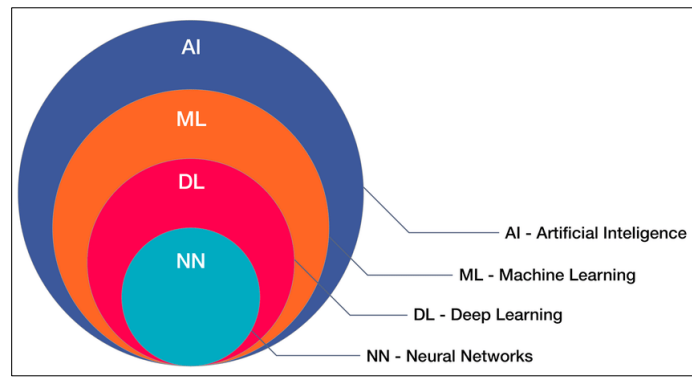 AI
ML
DL
NN
AI - Artificial Inteligence
ML - Machine Learning
DL - Deep Learning
NN - Neural Networks